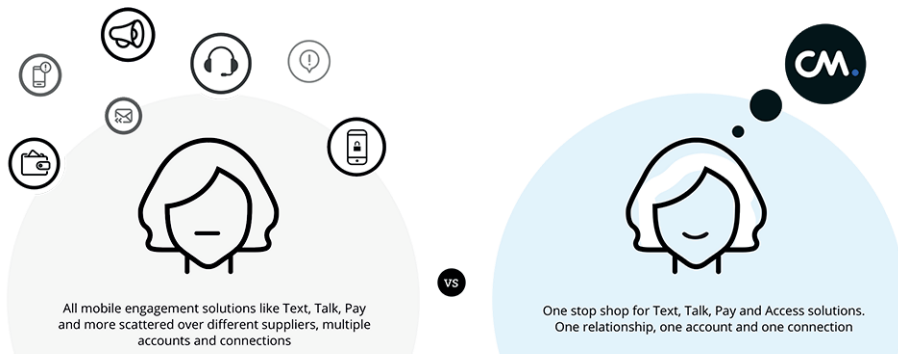 CM.
All mobile engagement solutions like Text, Talk, Pay
and more scattered over different suppliers, multiple
accounts and connections
vs
One stop shop for Text, Talk, Pay and Access solutions.
One relationship, one account and one connection